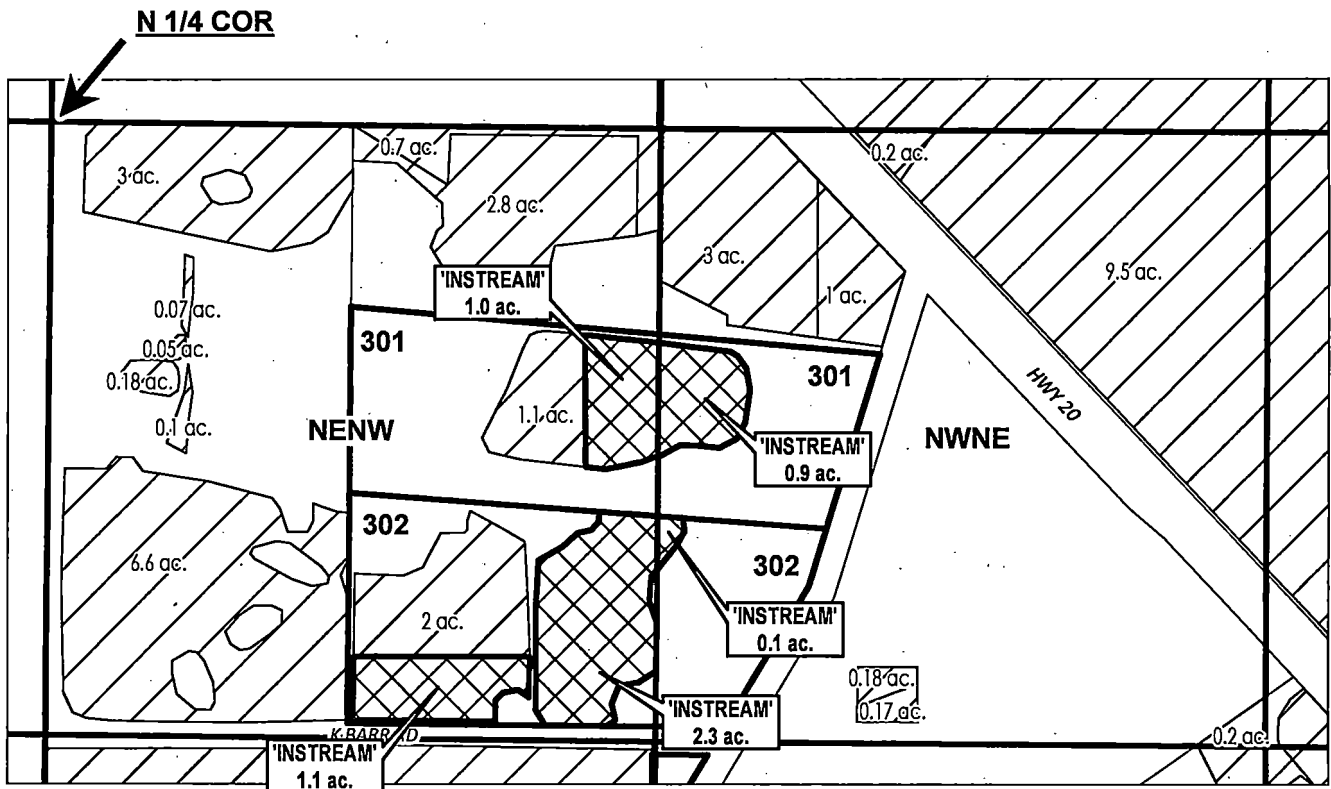 N 1/4 COR
0.7 ac.
0.2 ac.
3 ac.
2.8 ac.
3 ac.
9.5 ac.
'INSTREAM'
1.0 ac.
1 ac.
0.07 ac.
0.05 ac.
0.18 ac.
0.1 ac.
301
301
HWY 20
1.1 ac.
NENW
NWNE
'INSTREAM'
0.9 ac.
302
302
6.6 ac.
2 ac.
'INSTREAM'
0.1 ac.
0.18 ac.
0.17 ac.
'INSTREAM'
2.3 ac.
K BARR RD
0.2 ac.
'INSTREAM'
1.1 ac.